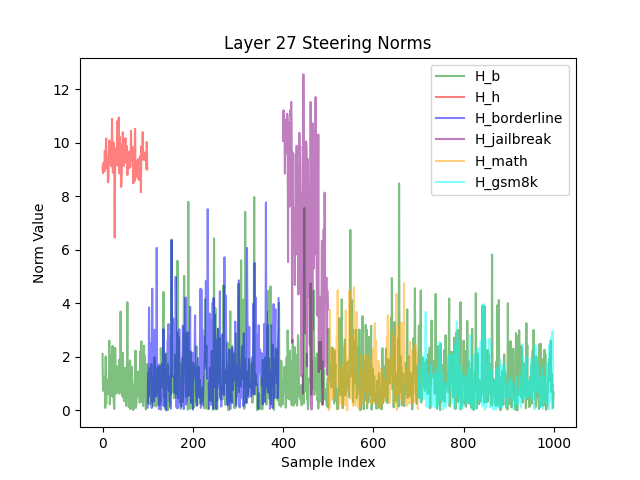 Layer 27 Steering Norms
Norm Value
12
10
8
6
4
2
0
H_b
H_h
H_borderline
H_jailbreak
H_math
H_gsm8k
0
200
400
600
800
1000
Sample Index